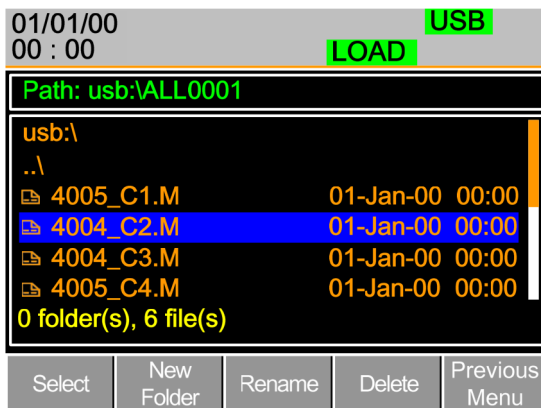 01/01/00 USB
00 : 00 LOAD
Path: usb:\ALL0001
usb:\
..\
4005_C1.M 01-Jan-00 00:00
4004_C2.M 01-Jan-00 00:00
4004_C3.M 01-Jan-00 00:00
4005_C4.M 01-Jan-00 00:00
0 folder(s), 6 file(s)
Select New Folder Rename Delete Previous Menu